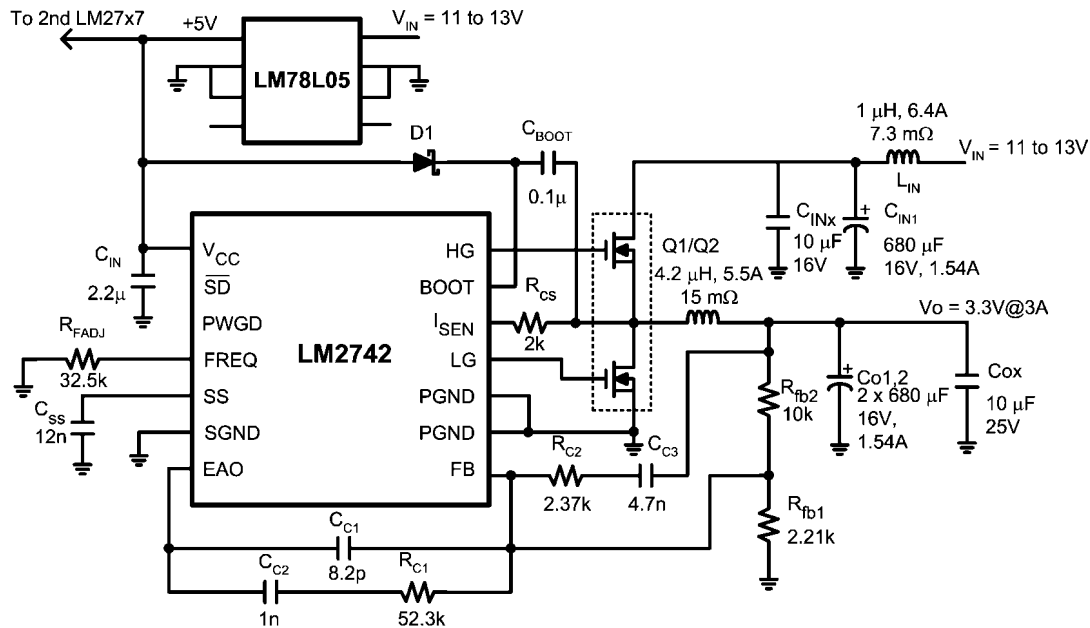 To 2nd LM27x7
+5V
V_IN = 11 to 13V
LM78L05
D1
C_BOOT
0.1µ
1 µH, 6.4A
7.3 mΩ
L_IN
V_IN = 11 to 13V
C_INx
10 µF
16V
+
C_IN1
680 µF
16V, 1.54A
C_IN
2.2µ
R_FADJ
32.5k
C_SS
12n
V_CC
SD
PWGD
FREQ
SS
SGND
EAO
LM2742
HG
BOOT
I_SEN
LG
PGND
PGND
FB
R_CS
2k
Q1/Q2
4.2 µH, 5.5A
15 mΩ
Vo = 3.3V@3A
R_fb2
10k
+
Co1,2
2 x 680 µF
16V,
1.54A
Cox
10 µF
25V
R_C2
2.37k
C_C3
4.7n
R_fb1
2.21k
C_C1
8.2p
C_C2
1n
R_C1
52.3k